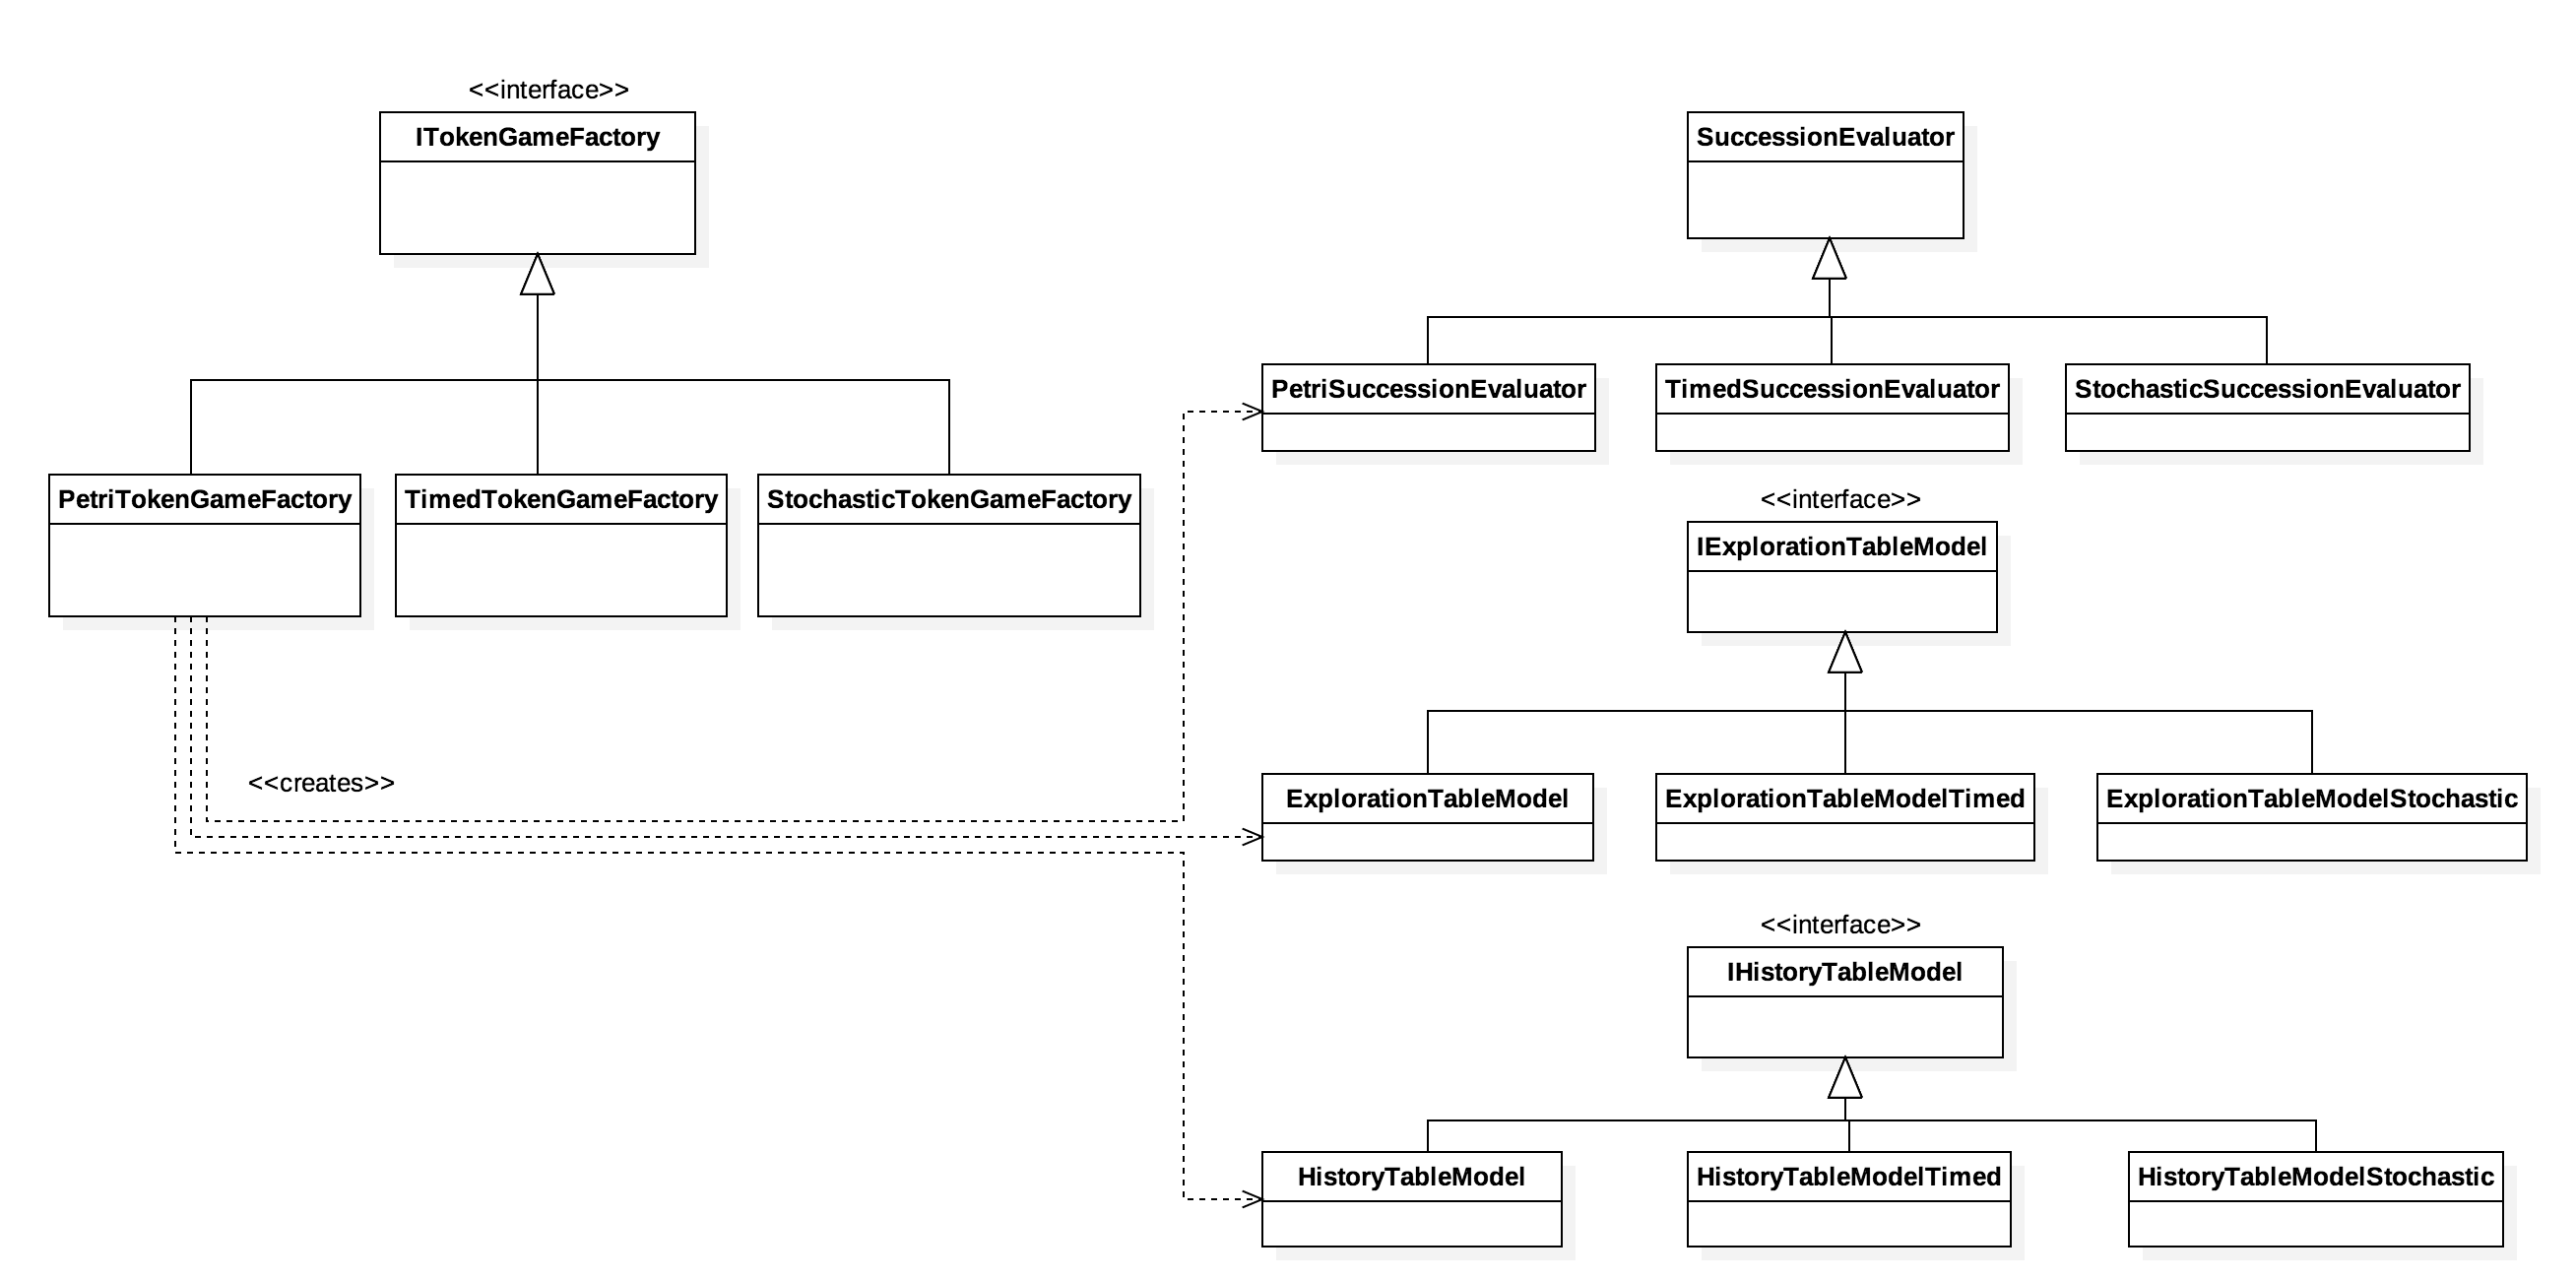 <<interface>>
ITokenGameFactory
PetriTokenGameFactory
TimedTokenGameFactory
StochasticTokenGameFactory
<<creates>>
SuccessionEvaluator
PetriSuccessionEvaluator
TimedSuccessionEvaluator
StochasticSuccessionEvaluator
<<interface>>
IExplorationTableModel
ExplorationTableModel
ExplorationTableModelTimed
ExplorationTableModelStochastic
<<interface>>
IHistoryTableModel
HistoryTableModel
HistoryTableModelTimed
HistoryTableModelStochastic